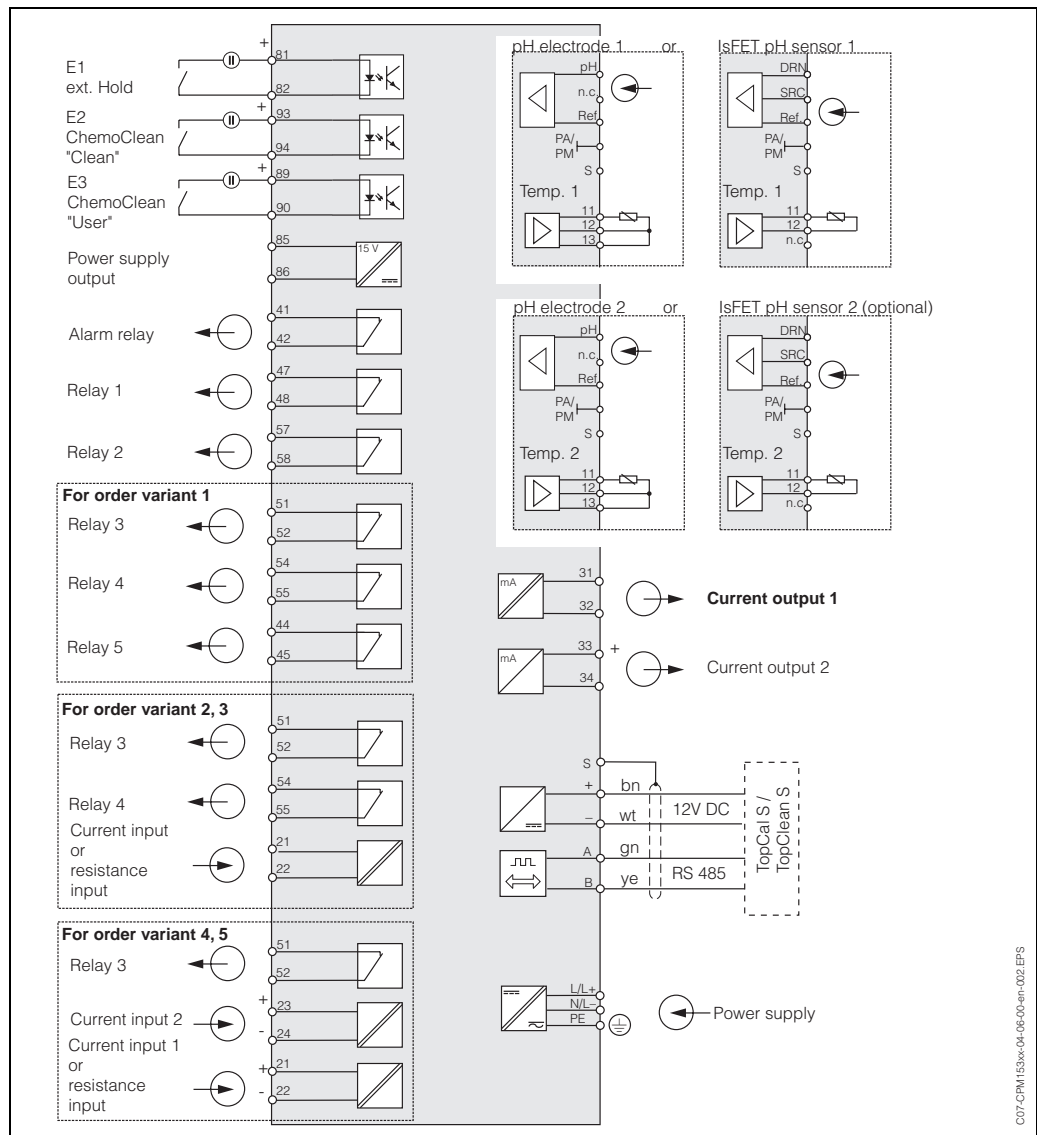 E1
ext. Hold
+
81
82
E2
ChemoClean
"Clean"
+
93
94
E3
ChemoClean
"User"
+
89
90
Power supply
output
85
86
15 V
Alarm relay
41
42
Relay 1
47
48
Relay 2
57
58
For order variant 1
Relay 3
51
52
Relay 4
54
55
Relay 5
44
45
For order variant 2, 3
Relay 3
51
52
Relay 4
54
55
Current input
or
resistance
input
21
22
For order variant 4, 5
Relay 3
51
52
Current input 2
+
23
-
24
Current input 1
or
resistance
input
+
21
-
22
pH electrode 1 or
pH
n.c.
Ref
PA/
PM
S
Temp. 1
11
12
13
IsFET pH sensor 1
DRN
SRC
Ref.
PA/
PM
S
Temp. 1
11
12
n.c.
pH electrode 2 or
pH
n.c.
Ref
PA/
PM
S
Temp. 2
11
12
13
IsFET pH sensor 2 (optional)
DRN
SRC
Ref.
PA/
PM
S
Temp. 2
11
12
n.c.
mA
31
32
Current output 1
mA
33
+
34
Current output 2
S
+
bn
12V DC
–
wt
A
gn
RS 485
B
ye
TopCal S /
TopClean S
L/L+
N/L–
PE
Power supply
C07-CPM153xx-04-06-00-en-002.EPS